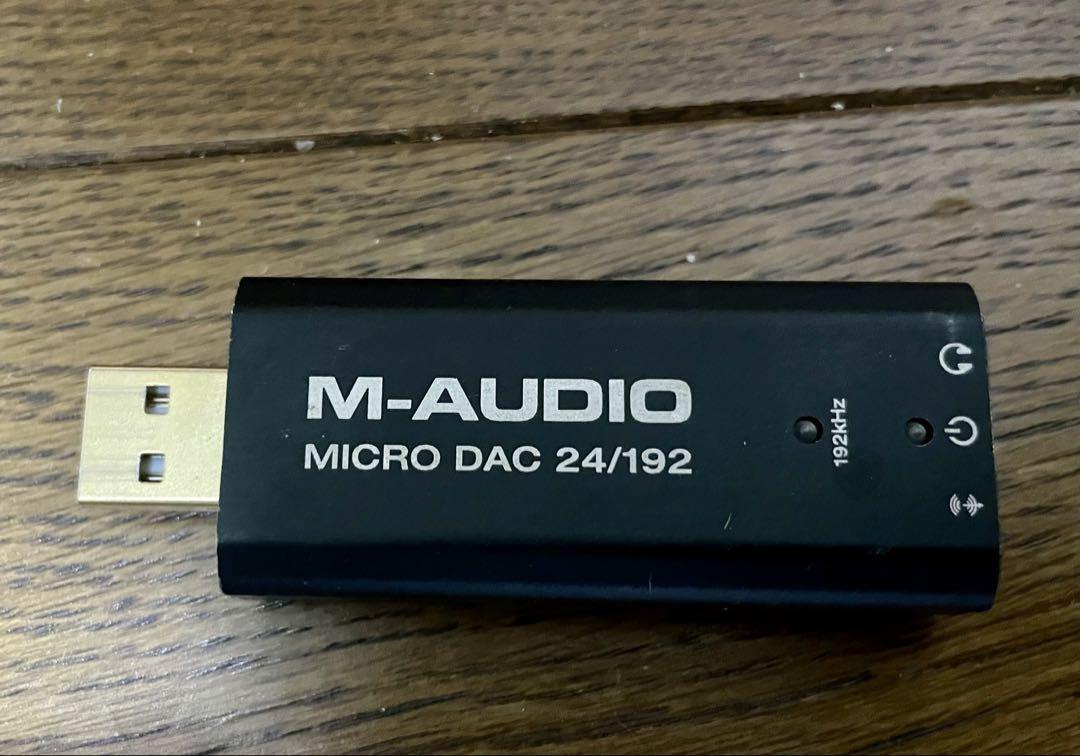 M-AUDIO
MICRO DAC 24/192
192kHz